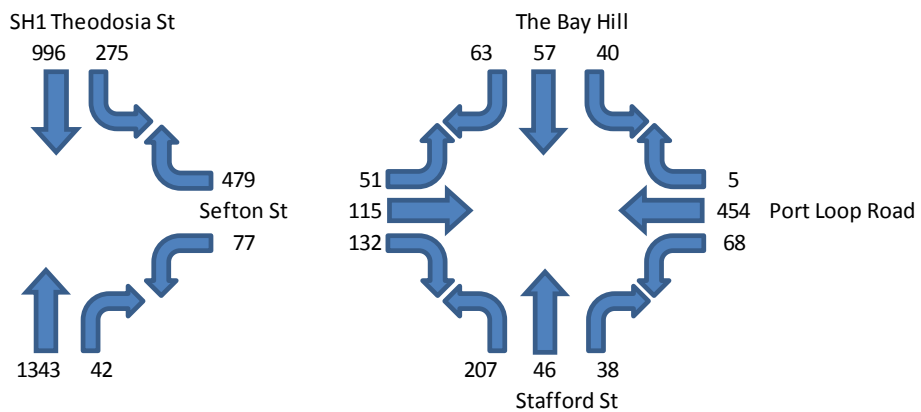 SH1 Theodosia St
996 275
479
Sefton St
77
1343 42
The Bay Hill
63 57 40
51 5
115 454 Port Loop Road
132 68
207 46 38
Stafford St